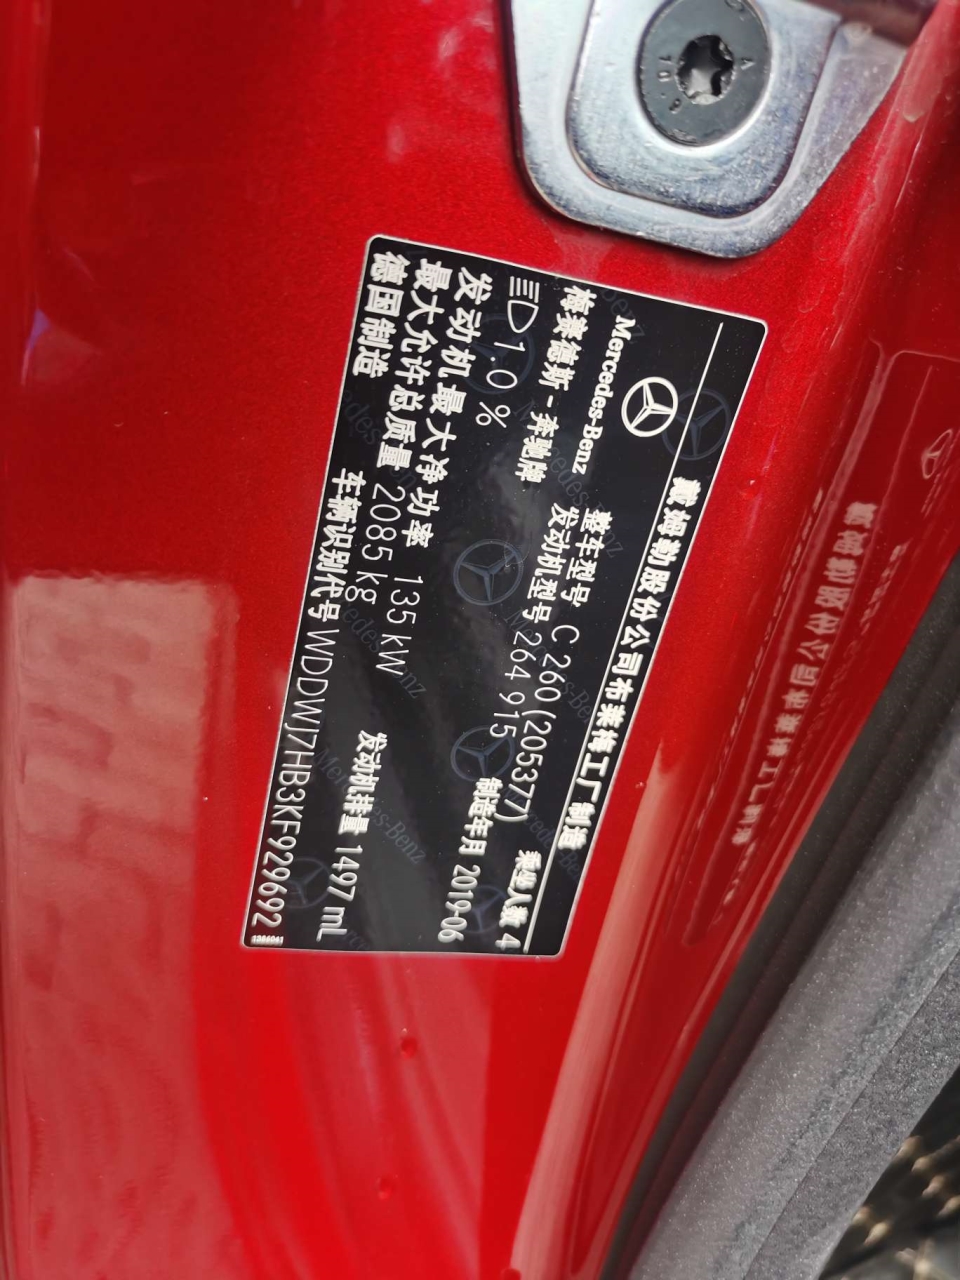 戴姆勒股份公司布莱梅工厂制造
Mercedes-Benz
梅赛德斯-奔驰牌 整车型号 C 260 (205377) 乘坐人数 4
1.0 % 发动机型号 264 915 制造年月 2019-06
发动机最大净功率 135 kW
最大允许总质量 2085 kg 发动机排量 1497 mL
德国制造 车辆识别代号 WDDWJ7HB3KF929692